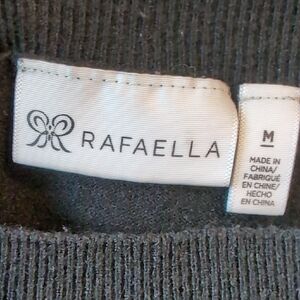 RAFAELLA
M
MADE IN
CHINA/
FABRIQUÉ
EN CHINE/
HECHO
EN CHINA